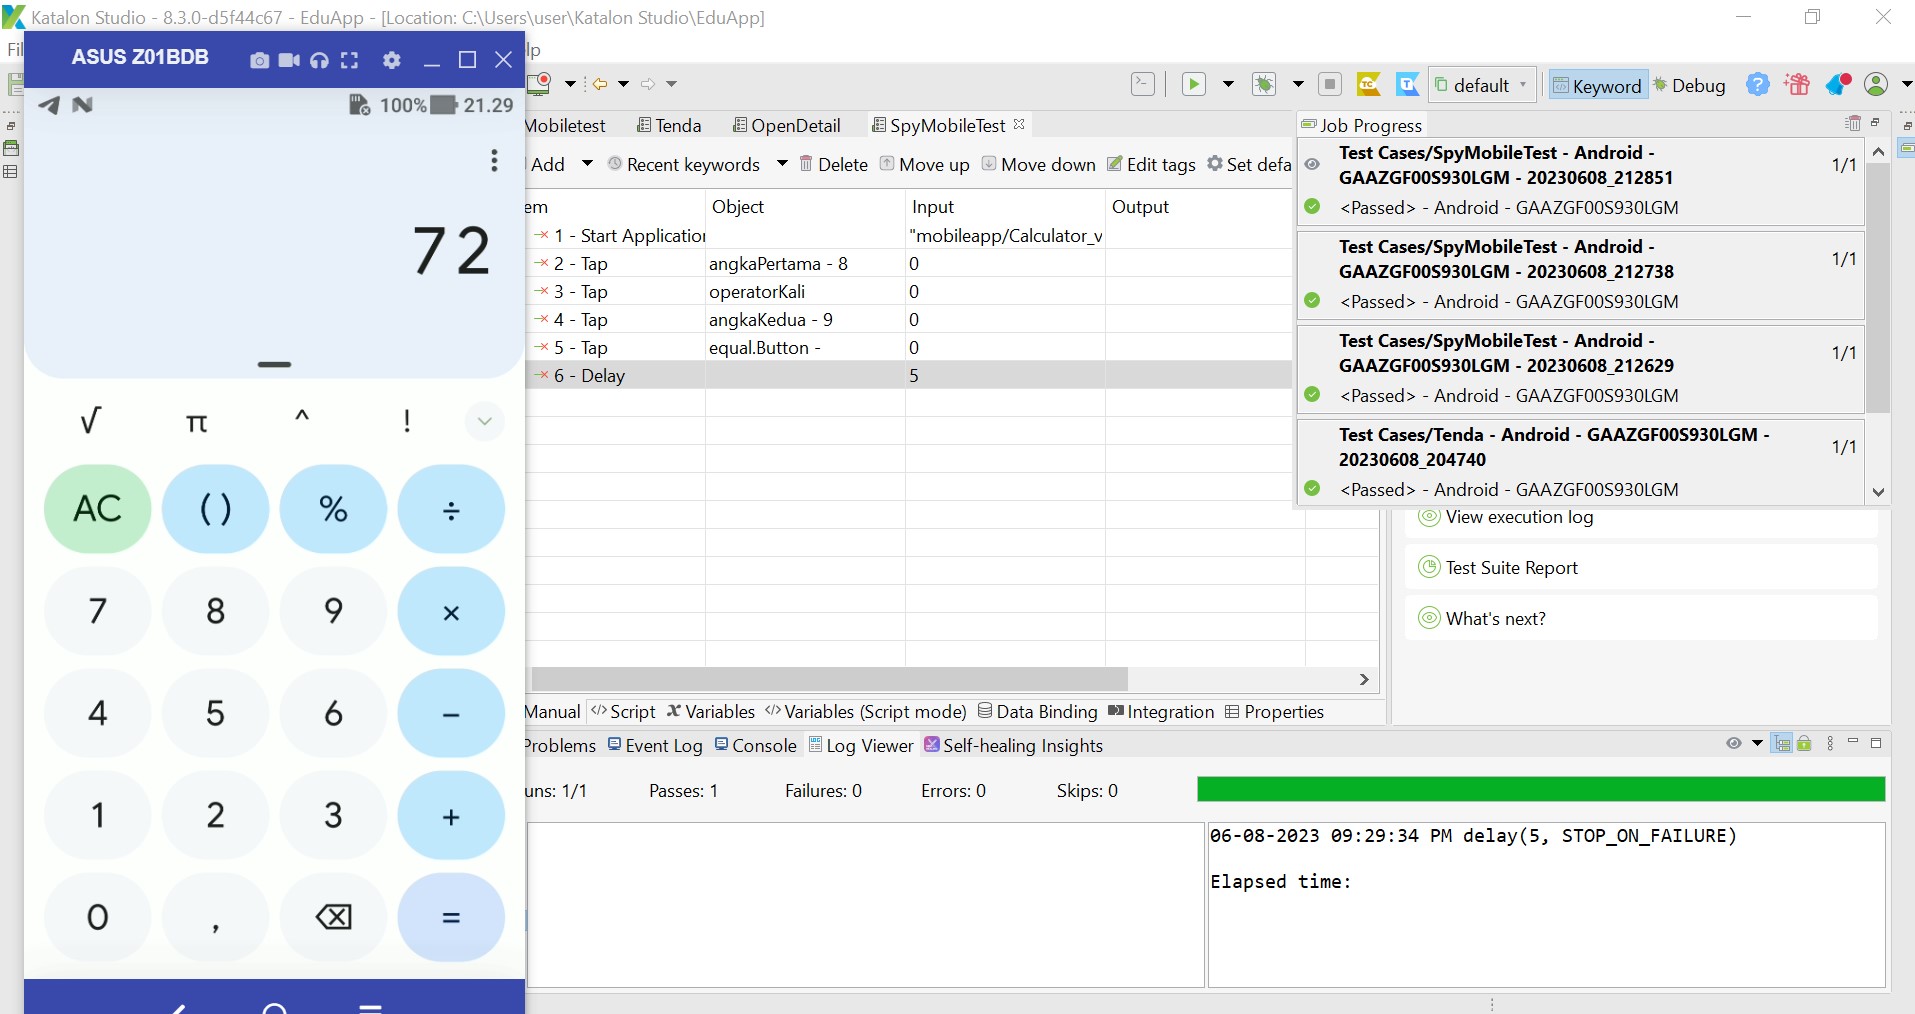 Katalon Studio - 8.3.0-d5f44c67 - EduApp - [Location: C:\Users\user\Katalon Studio\EduApp]
Fil
lp
ASUS Z01BDB
100%
21.29
72
√ π ^ !
AC ( ) % ÷
7 8 9 ×
4 5 6 −
1 2 3 +
0 , =
default
Keyword
Debug
Mobiletest
Tenda
OpenDetail
SpyMobileTest
Add
Recent keywords
Delete
Move up
Move down
Edit tags
Set defa
em Object Input Output
1 - Start Application "mobileapp/Calculator_v
2 - Tap angkaPertama - 8 0
3 - Tap operatorKali 0
4 - Tap angkaKedua - 9 0
5 - Tap equal.Button - 0
6 - Delay 5
Job Progress
Test Cases/SpyMobileTest - Android -
GAAZGF00S930LGM - 20230608_212851
1/1
<Passed> - Android - GAAZGF00S930LGM
Test Cases/SpyMobileTest - Android -
GAAZGF00S930LGM - 20230608_212738
1/1
<Passed> - Android - GAAZGF00S930LGM
Test Cases/SpyMobileTest - Android -
GAAZGF00S930LGM - 20230608_212629
1/1
<Passed> - Android - GAAZGF00S930LGM
Test Cases/Tenda - Android - GAAZGF00S930LGM -
20230608_204740
1/1
<Passed> - Android - GAAZGF00S930LGM
View execution log
Test Suite Report
What's next?
Manual
Script
Variables
Variables (Script mode)
Data Binding
Integration
Properties
Problems
Event Log
Console
Log Viewer
Self-healing Insights
uns: 1/1 Passes: 1 Failures: 0 Errors: 0 Skips: 0
06-08-2023 09:29:34 PM delay(5, STOP_ON_FAILURE)
Elapsed time: